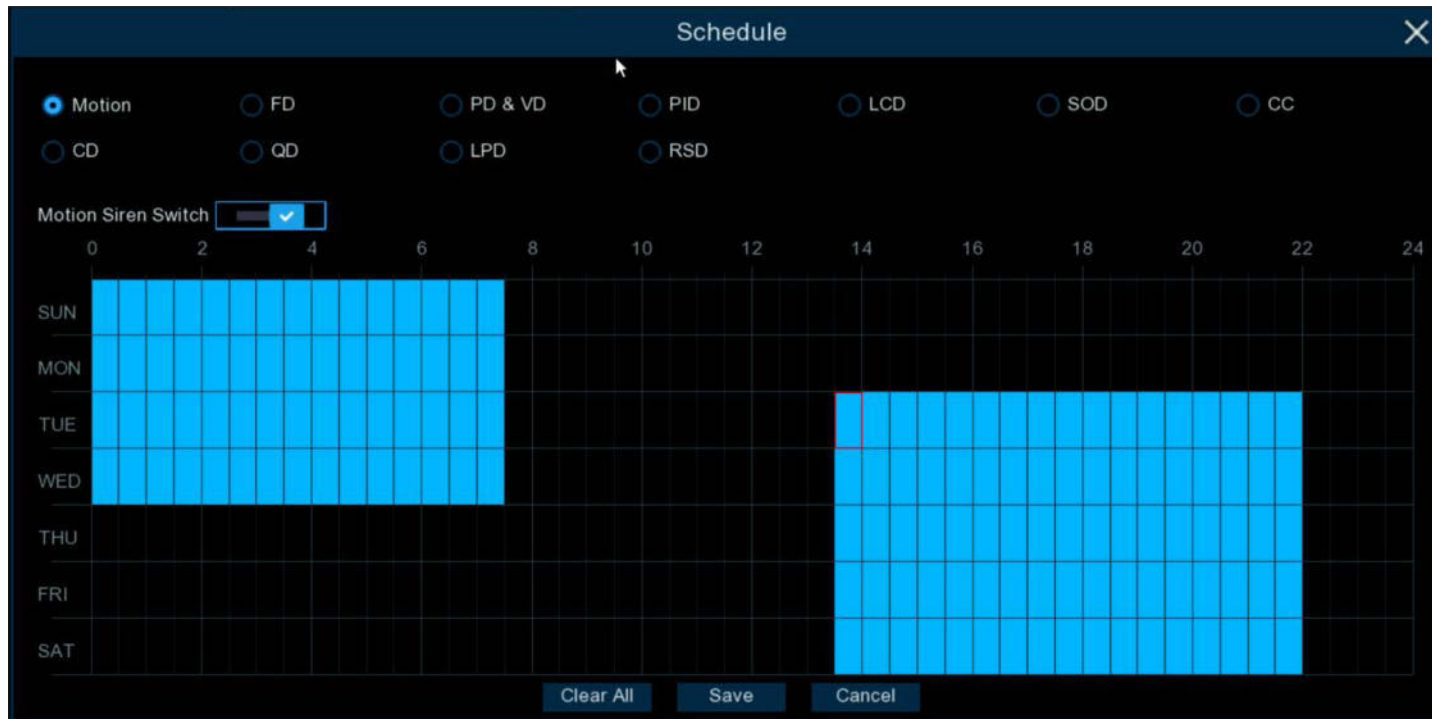 Schedule
Motion FD PD & VD PID LCD SOD CC
CD QD LPD RSD
Motion Siren Switch
0 2 4 6 8 10 12 14 16 18 20 22 24
SUN
MON
TUE
WED
THU
FRI
SAT
Clear All Save Cancel